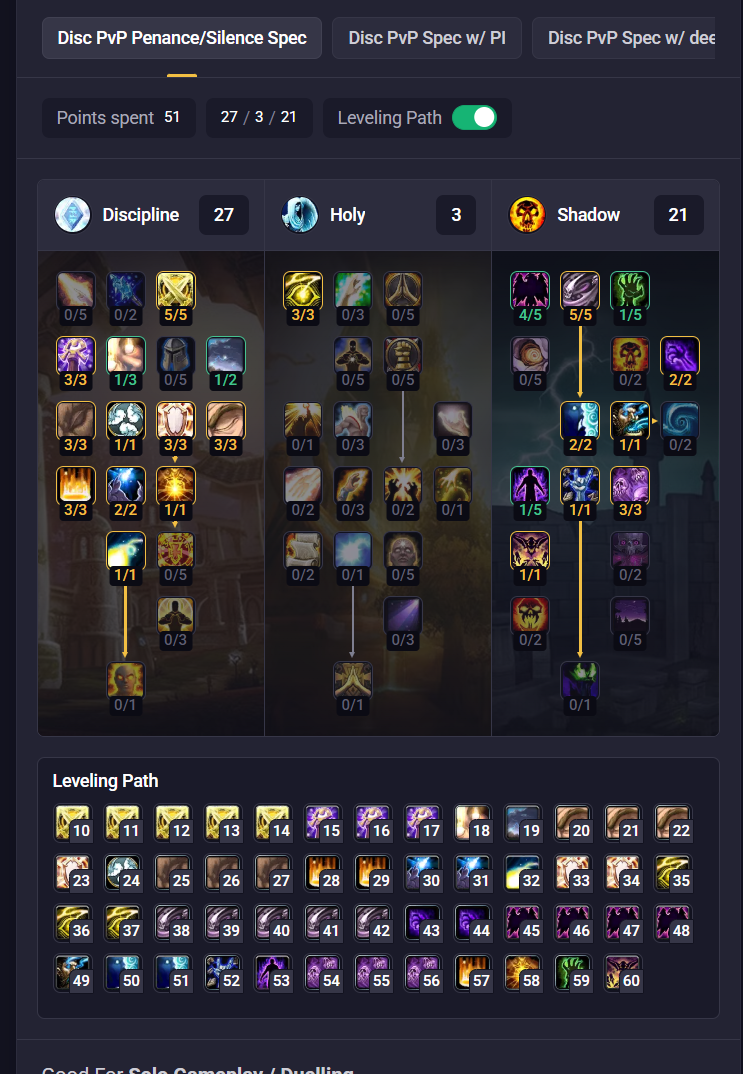 Disc PvP Penance/Silence Spec Disc PvP Spec w/ PI Disc PvP Spec w/ dee
Points spent 51 27 / 3 / 21 Leveling Path
Discipline 27 Holy 3 Shadow 21
0/5 0/2 5/5 3/3 0/3 0/5 4/5 5/5 1/5
3/3 1/3 0/5 1/2 0/5 0/5 0/5 0/2 2/2
3/3 1/1 3/3 3/3 0/1 0/3 0/3 2/2 1/1 0/2
3/3 2/2 1/1 0/2 0/3 0/2 0/1 1/5 1/1 3/3
1/1 0/5 0/2 0/1 0/5 1/1 0/2
0/3 0/3 0/2 0/5
0/1 0/1 0/1
Leveling Path
10 11 12 13 14 15 16 17 18 19 20 21 22
23 24 25 26 27 28 29 30 31 32 33 34 35
36 37 38 39 40 41 42 43 44 45 46 47 48
49 50 51 52 53 54 55 56 57 58 59 60
Good For Solo Gameplay / Duelling